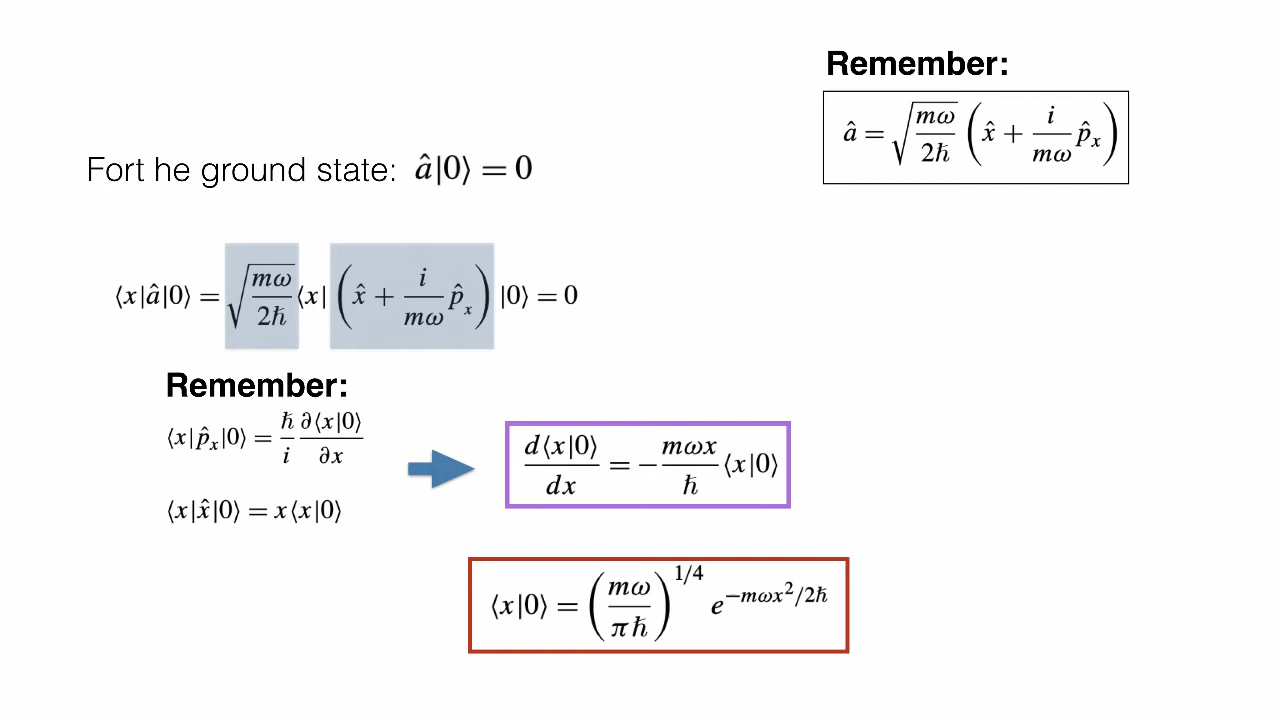 Remember:
â = √(mω/2ħ) (x̂ + i/mω p̂ₓ)
Fort he ground state: â|0⟩ = 0
⟨x|â|0⟩ = √(mω/2ħ) ⟨x| (x̂ + i/mω p̂ₓ) |0⟩ = 0
Remember:
⟨x|p̂ₓ|0⟩ = ħ/i ∂⟨x|0⟩/∂x
d⟨x|0⟩/dx = −mωx/ħ ⟨x|0⟩
⟨x|x̂|0⟩ = x⟨x|0⟩
⟨x|0⟩ = (mω/πħ)^1/4 e^−mωx²/2ħ